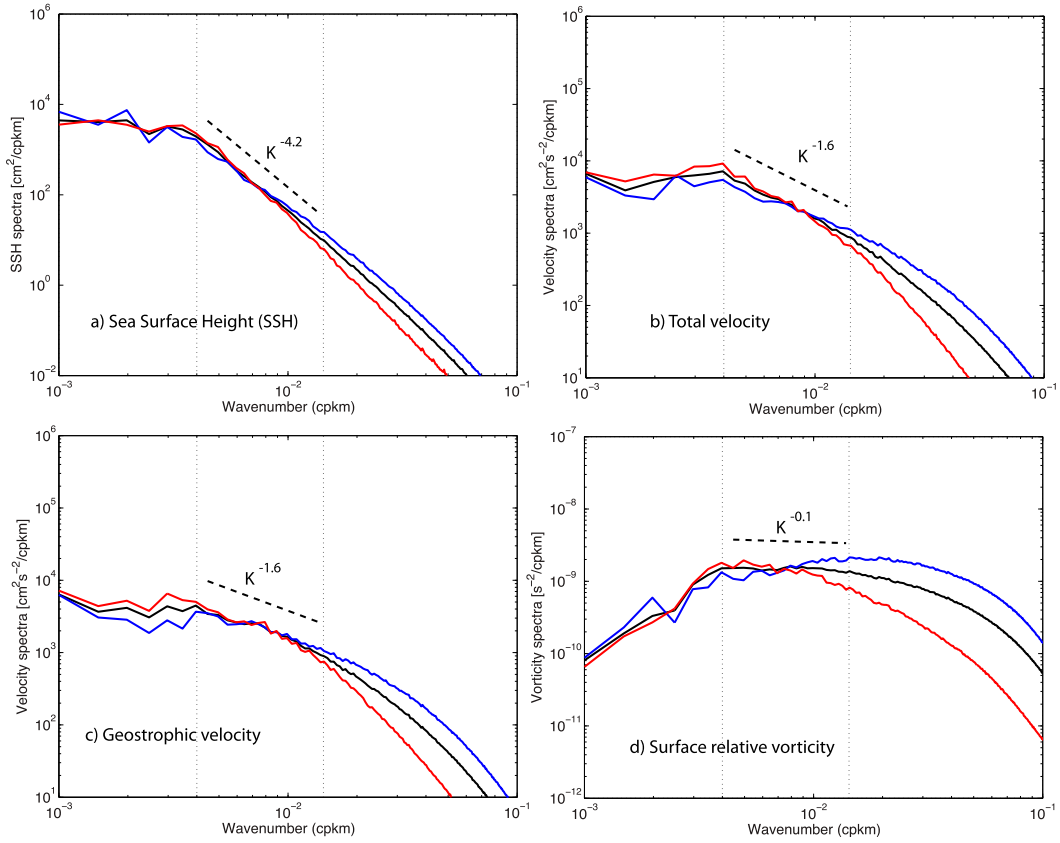 10^6
10^4
10^2
10^0
10^-2
SSH spectra [cm^2/cpkm]
K^-4.2
a) Sea Surface Height (SSH)
10^-3
10^-2
10^-1
Wavenumber (cpkm)
10^6
10^5
10^4
10^3
10^2
10^1
Velocity spectra [cm^2s^-2/cpkm]
K^-1.6
b) Total velocity
10^-3
10^-2
10^-1
Wavenumber (cpkm)
10^6
10^5
10^4
10^3
10^2
10^1
Velocity spectra [cm^2s^-2/cpkm]
K^-1.6
c) Geostrophic velocity
10^-3
10^-2
10^-1
Wavenumber (cpkm)
10^-7
10^-8
10^-9
10^-10
10^-11
10^-12
Vorticity spectra [s^-2/cpkm]
K^-0.1
d) Surface relative vorticity
10^-3
10^-2
10^-1
Wavenumber (cpkm)